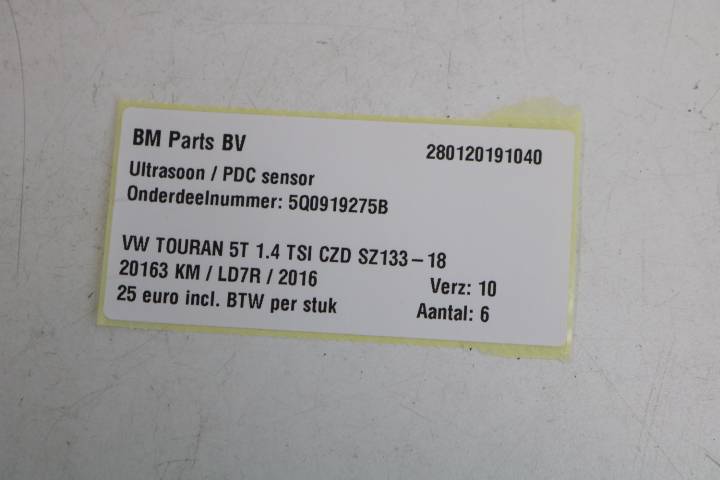 BM Parts BV 280120191040
Ultrasoon / PDC sensor
Onderdeelnummer: 5Q0919275B
VW TOURAN 5T 1.4 TSI CZD SZ133-18
20163 KM / LD7R / 2016 Verz: 10
25 euro incl. BTW per stuk Aantal: 6